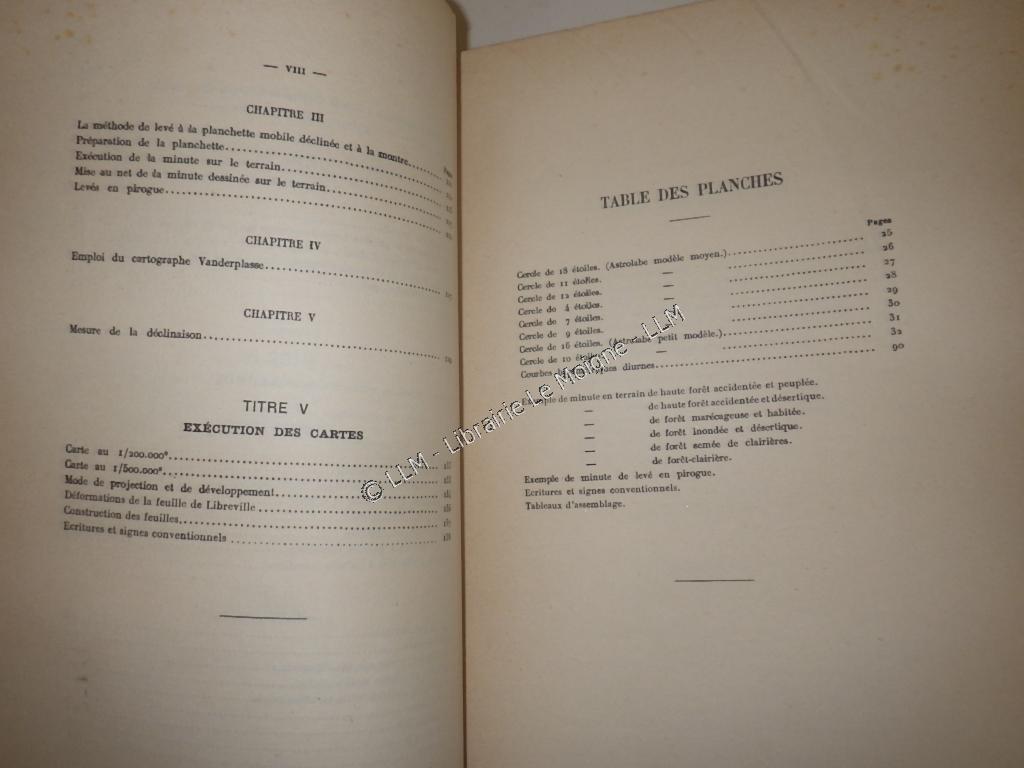 — VIII —
CHAPITRE III
Pages
La méthode de levé à la planchette mobile déclinée et à la montre
Préparation de la planchette
Exécution de la minute sur le terrain
Mise au net de la minute dessinée sur le terrain
Levés en pirogue
CHAPITRE IV
Emploi du cartographe Vanderplasse
CHAPITRE V
Mesure de la déclinaison
TITRE V
EXÉCUTION DES CARTES
Carte au 1/200.000e
Carte au 1/500.000e
Mode de projection et de développement
Déformations de la feuille de Libreville
Construction des feuilles
Ecritures et signes conventionnels
TABLE DES PLANCHES
Pages
Cercle de 18 étoiles. (Astrolabe modèle moyen.) 25
Cercle de 11 étoiles. — 26
Cercle de 12 étoiles. — 27
Cercle de 4 étoiles. — 28
Cercle de 7 étoiles. — 29
Cercle de 9 étoiles. — 30
Cercle de 16 étoiles. (Astrolabe petit modèle.) 31
Cercle de 10 étoiles. — 32
Courbes diurnes 90
Exemple de minute en terrain de haute forêt accidentée et peuplée.
— de haute forêt accidentée et désertique.
— de forêt marécageuse et habitée.
— de forêt inondée et désertique.
— de forêt semée de clairières.
— de forêt-clairière.
Exemple de minute de levé en pirogue.
Ecritures et signes conventionnels.
Tableaux d'assemblage.
© LLM - Librairie Le Moione - LLM